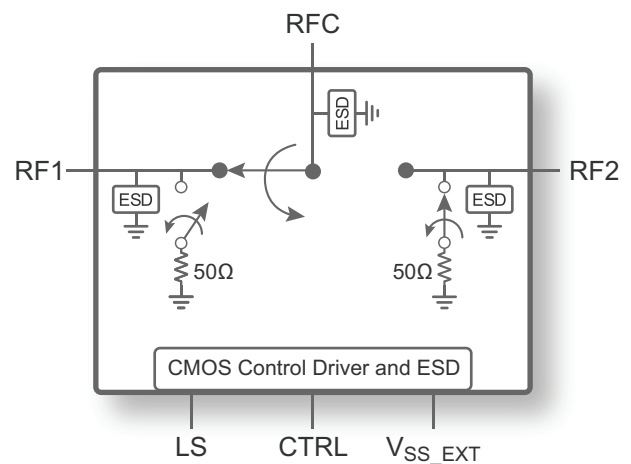 RFC
ESD
RF1
RF2
ESD
ESD
50Ω
50Ω
CMOS Control Driver and ESD
LS
CTRL
VSS_EXT